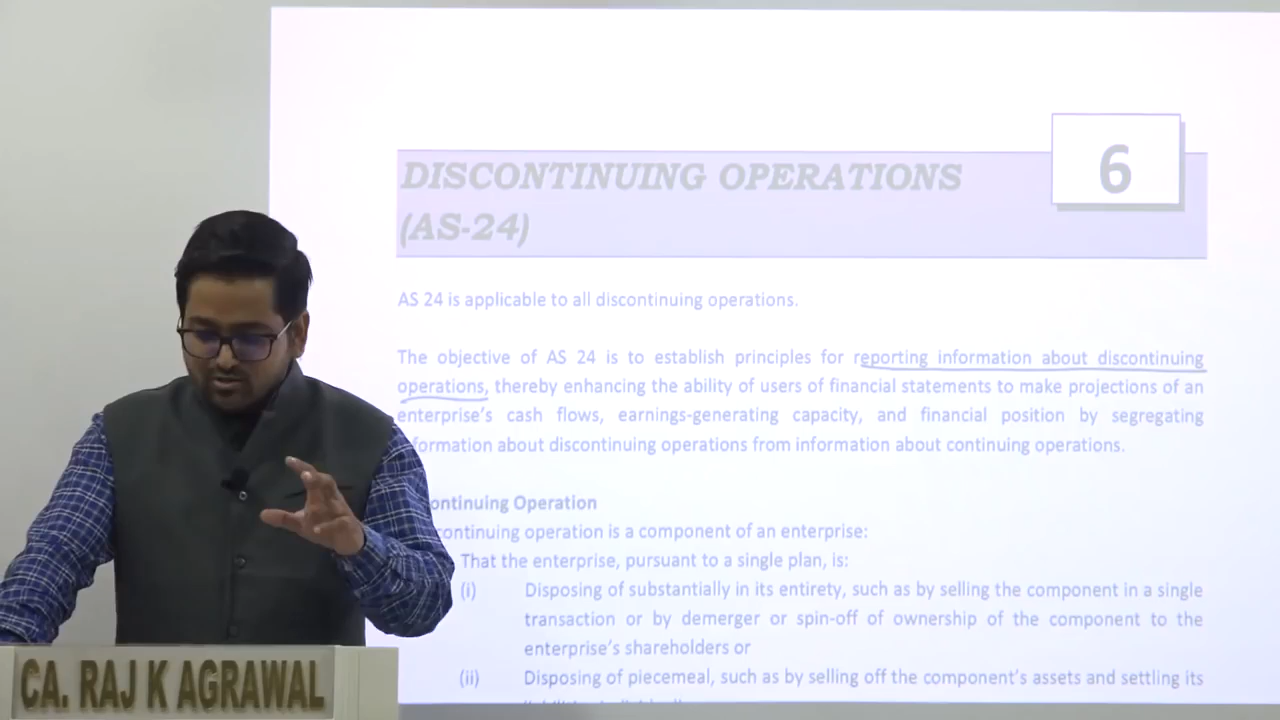 6
DISCONTINUING OPERATIONS
(AS-24)
AS 24 is applicable to all discontinuing operations.
The objective of AS 24 is to establish principles for reporting information about discontinuing
operations, thereby enhancing the ability of users of financial statements to make projections of an
enterprise's cash flows, earnings-generating capacity, and financial position by segregating
formation about discontinuing operations from information about continuing operations.
ontinuing Operation
continuing operation is a component of an enterprise:
That the enterprise, pursuant to a single plan, is:
(i) Disposing of substantially in its entirety, such as by selling the component in a single
transaction or by demerger or spin-off of ownership of the component to the
enterprise's shareholders or
(ii) Disposing of piecemeal, such as by selling off the component's assets and settling its
CA. RAJ K AGRAWAL